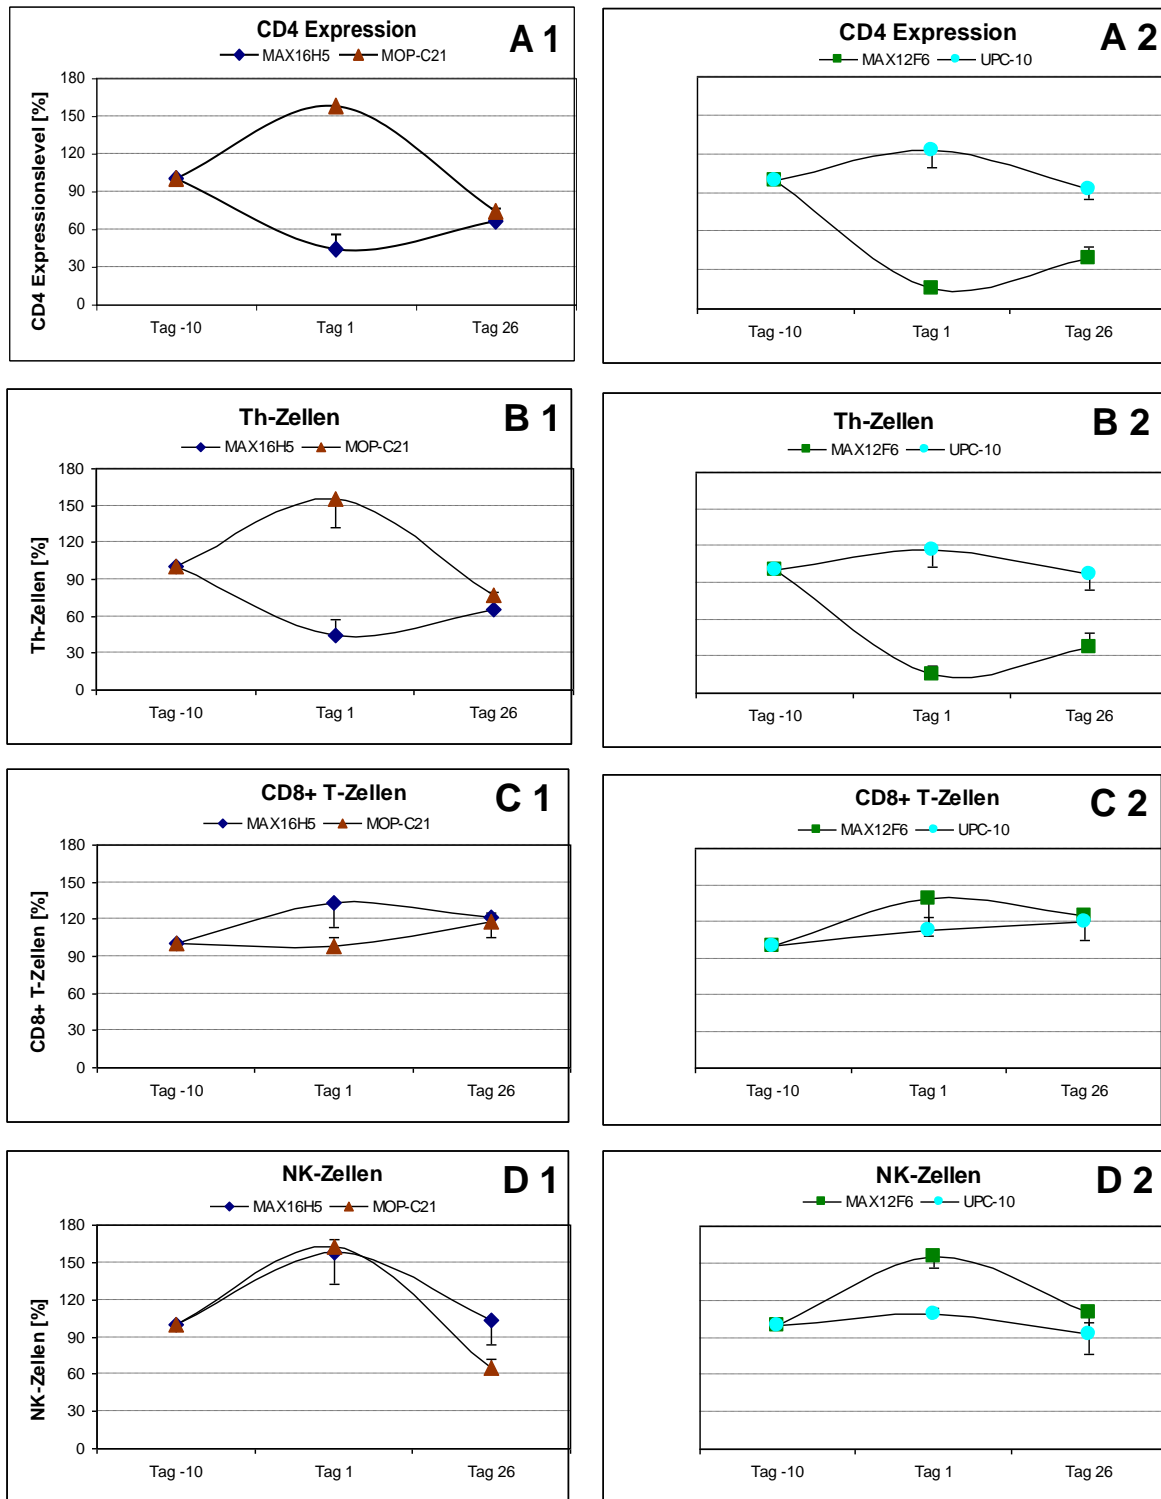 CD4 Expression
A 1
MAX16H5
MOP-C21
CD4 Expressionslevel [%]
180
150
120
90
60
30
0
Tag -10
Tag 1
Tag 26
CD4 Expression
A 2
MAX12F6
UPC-10
Tag -10
Tag 1
Tag 26
Th-Zellen
B 1
MAX16H5
MOP-C21
Th-Zellen [%]
180
150
120
90
60
30
0
Tag -10
Tag 1
Tag 26
Th-Zellen
B 2
MAX12F6
UPC-10
Tag -10
Tag 1
Tag 26
CD8+ T-Zellen
C 1
MAX16H5
MOP-C21
CD8+ T-Zellen [%]
180
150
120
90
60
30
0
Tag -10
Tag 1
Tag 26
CD8+ T-Zellen
C 2
MAX12F6
UPC-10
Tag -10
Tag 1
Tag 26
NK-Zellen
D 1
MAX16H5
MOP-C21
NK-Zellen [%]
180
150
120
90
60
30
0
Tag -10
Tag 1
Tag 26
NK-Zellen
D 2
MAX12F6
UPC-10
Tag -10
Tag 1
Tag 26